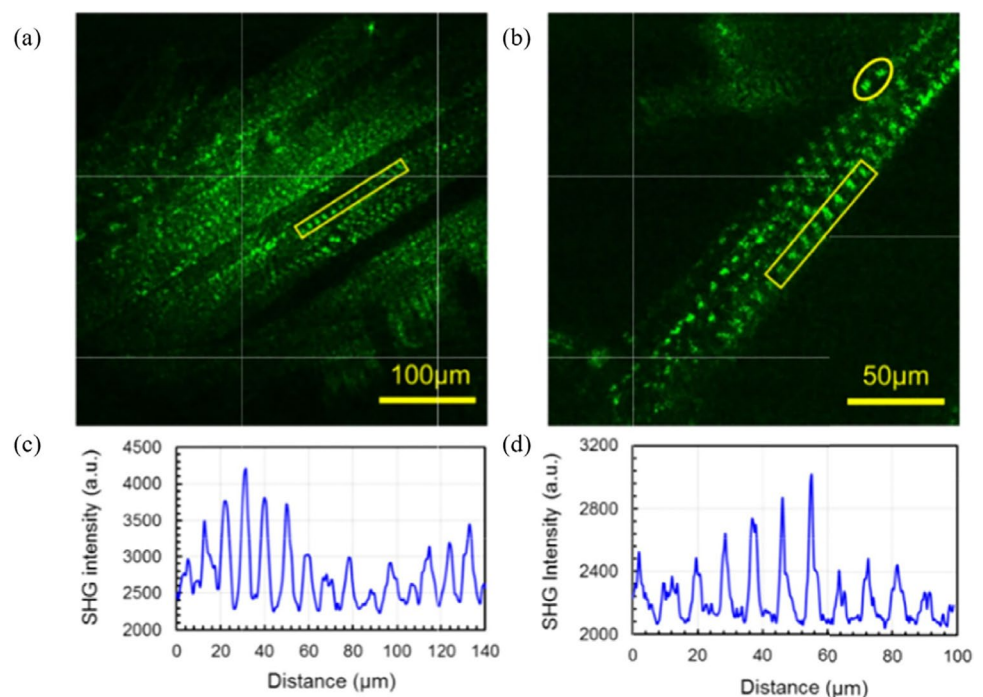 (a)
100µm
(b)
50µm
(c)
4500
4000
3500
3000
2500
2000
SHG intensity (a.u.)
0 20 40 60 80 100 120 140
Distance (µm)
(d)
3200
2800
2400
2000
SHG Intensity (a.u.)
0 20 40 60 80 100
Distance (µm)